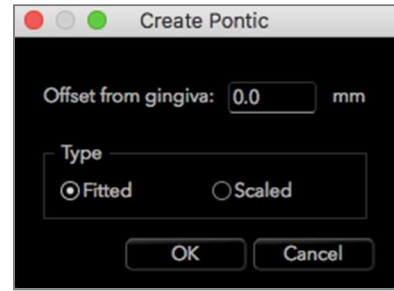 Create Pontic
Offset from gingiva: 0.0 mm
Type
Fitted Scaled
OK Cancel